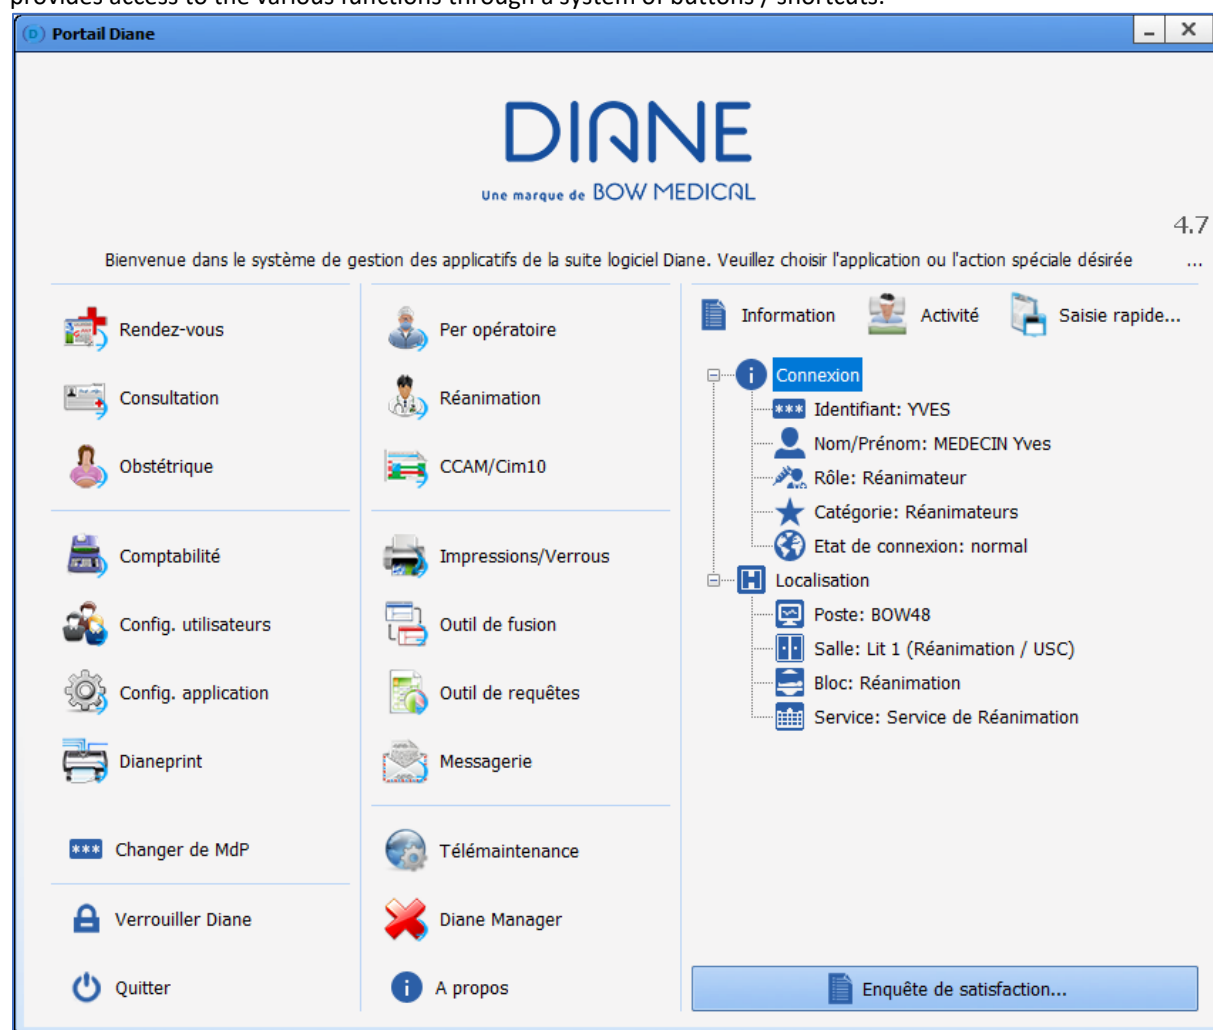 provides access to the various functions through a system of buttons / shortcuts.
Portail Diane
DIANE
Une marque de BOW MEDICAL
4.7
Bienvenue dans le système de gestion des applicatifs de la suite logiciel Diane. Veuillez choisir l'application ou l'action spéciale désirée ...
Rendez-vous
Consultation
Obstétrique
Comptabilité
Config. utilisateurs
Config. application
Dianeprint
*** Changer de MdP
Verrouiller Diane
Quitter
Per opératoire
Réanimation
CCAM/Cim10
Impressions/Verrous
Outil de fusion
Outil de requêtes
Messagerie
Télémaintenance
Diane Manager
A propos
Information Activité Saisie rapide...
Connexion
*** Identifiant: YVES
Nom/Prénom: MEDECIN Yves
Rôle: Réanimateur
Catégorie: Réanimateurs
Etat de connexion: normal
Localisation
Poste: BOW48
Salle: Lit 1 (Réanimation / USC)
Bloc: Réanimation
Service: Service de Réanimation
Enquête de satisfaction...